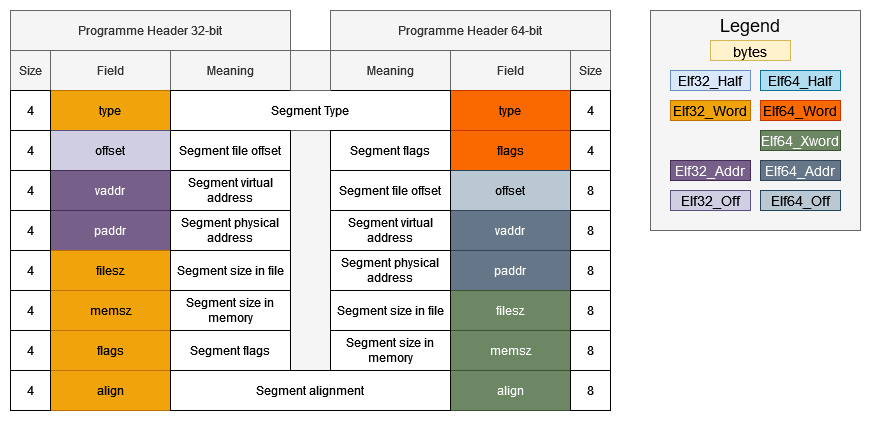 Programme Header 32-bit
Programme Header 64-bit
Size Field Meaning Meaning Field Size
4 type Segment Type type 4
4 offset Segment file offset Segment flags flags 4
4 vaddr Segment virtual address Segment file offset offset 8
4 paddr Segment physical address Segment virtual address vaddr 8
4 filesz Segment size in file Segment physical address paddr 8
4 memsz Segment size in memory Segment size in file filesz 8
4 flags Segment flags Segment size in memory memsz 8
4 align Segment alignment align 8
Legend
bytes
Elf32_Half Elf64_Half
Elf32_Word Elf64_Word
Elf64_Xword
Elf32_Addr Elf64_Addr
Elf32_Off Elf64_Off